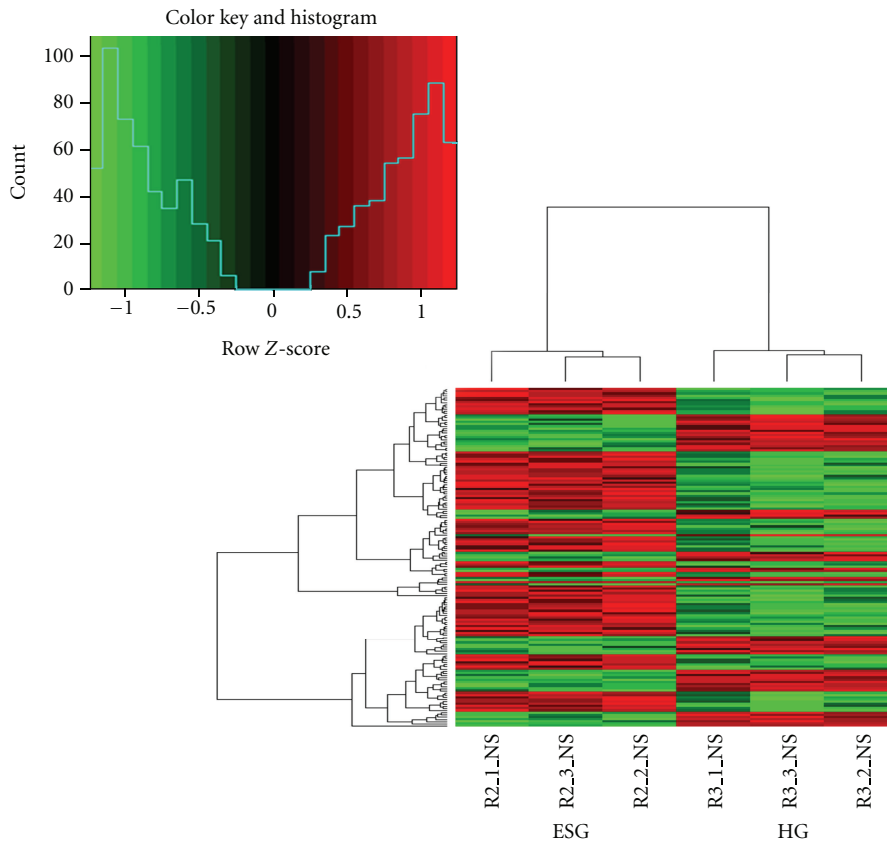 Color key and histogram
100
80
60
40
20
0
Count
−1
−0.5
0
0.5
1
Row Z-score
R2_1_NS
R2_3_NS
R2_2_NS
R3_1_NS
R3_3_NS
R3_2_NS
ESG
HG